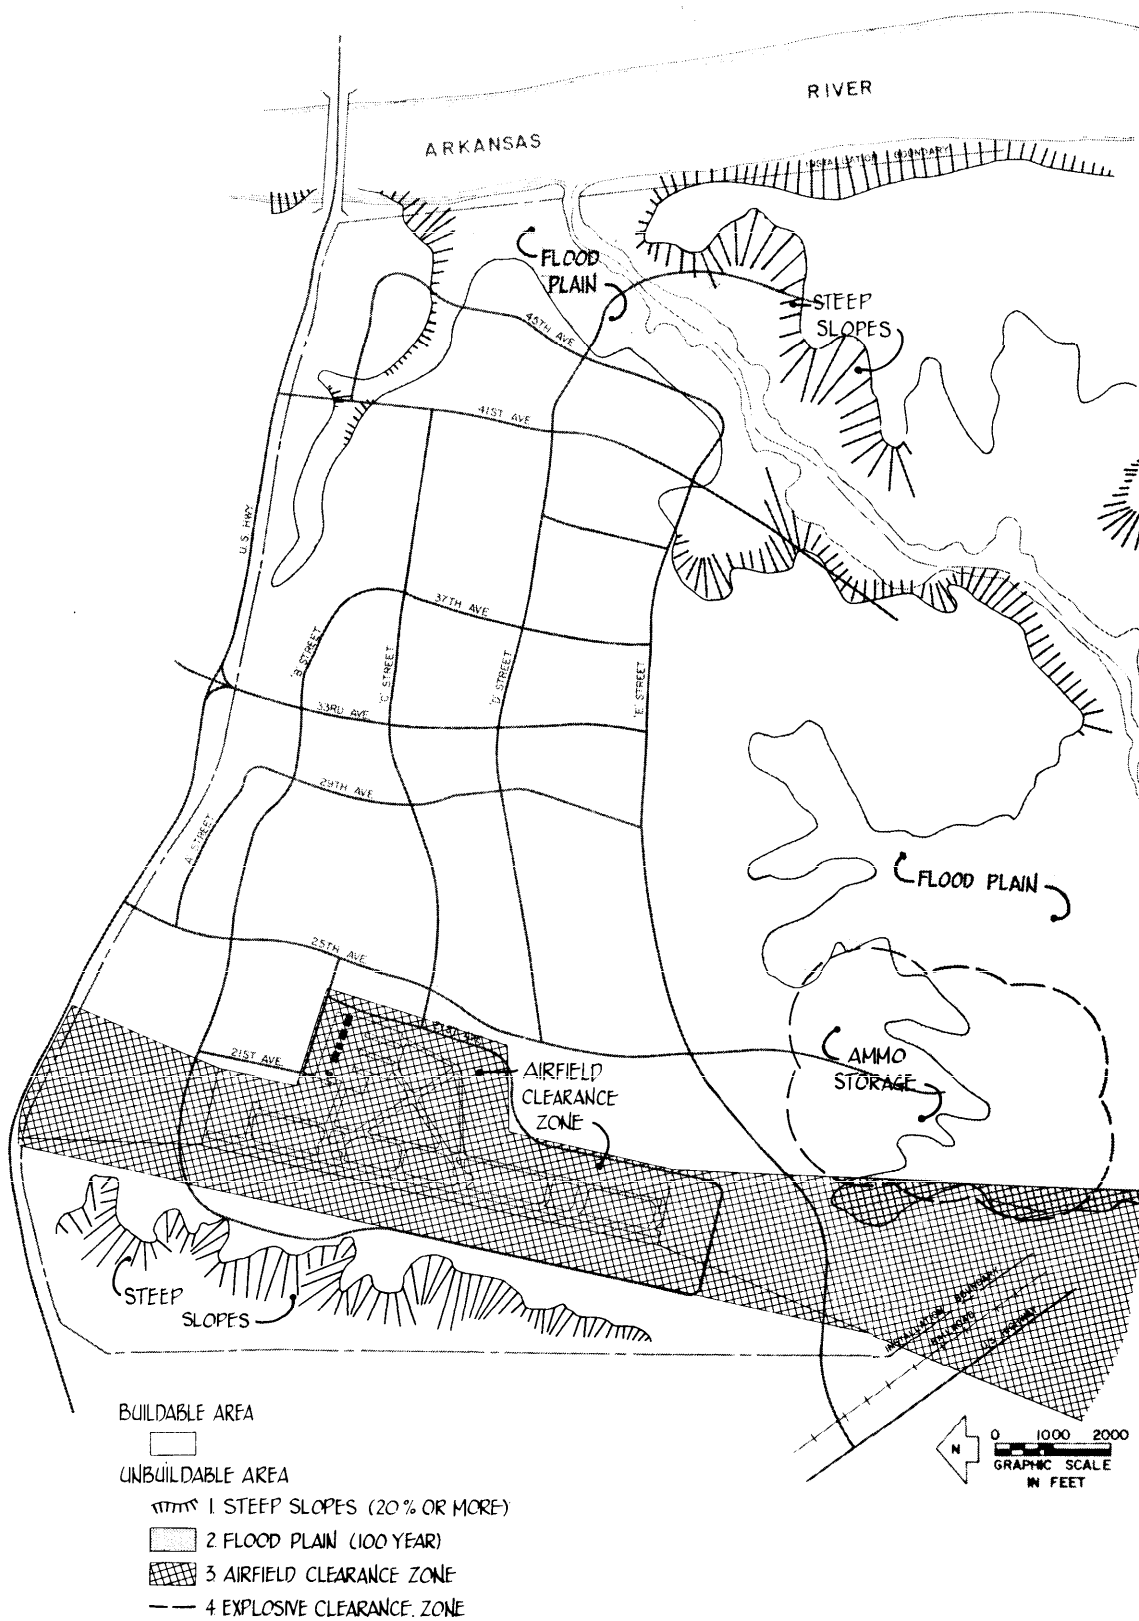 RIVER
ARKANSAS
INSTALLATION BOUNDARY
FLOOD
PLAIN
STEEP
SLOPES
45TH AVE
41ST AVE
U.S. HWY
37TH AVE
'B' STREET
'C' STREET
'D' STREET
'E' STREET
33RD AVE
29TH AVE
'A' STREET
FLOOD PLAIN
25TH AVE
21ST AVE
21ST AVE
AIRFIELD
CLEARANCE
ZONE
AMMO
STORAGE
STEEP
SLOPES
INSTALLATION BOUNDARY
RAILROAD
U.S. HIGHWAY
BUILDABLE AREA
UNBUILDABLE AREA
1. STEEP SLOPES (20% OR MORE)
2. FLOOD PLAIN (100 YEAR)
3. AIRFIELD CLEARANCE ZONE
4. EXPLOSIVE CLEARANCE ZONE
N
0 1000 2000
GRAPHIC SCALE
IN FEET